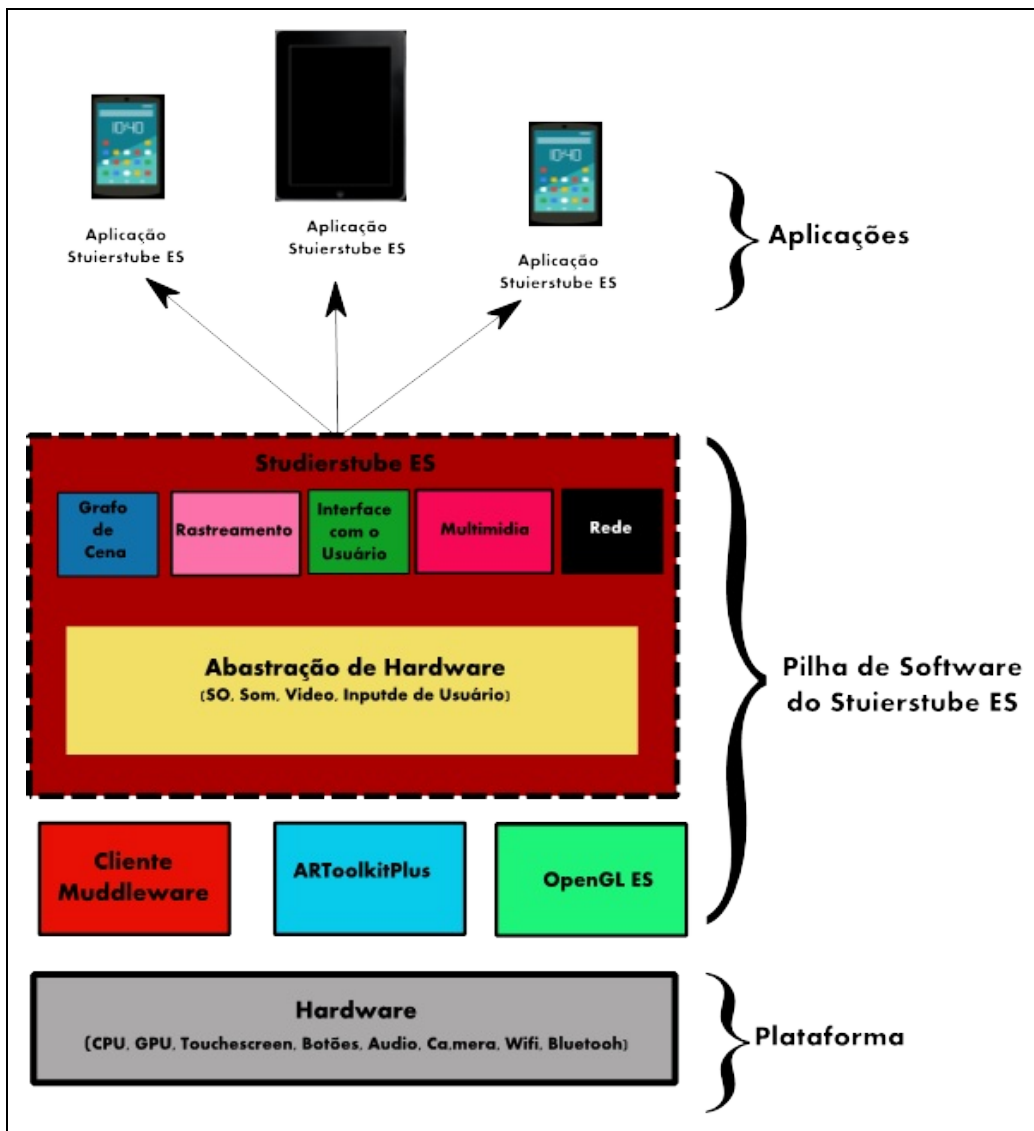 10:40
10:40
Aplicação
Stuierstube ES
Aplicação
Stuierstube ES
Aplicação
Stuierstube ES
Aplicações
Studierstube ES
Grafo
de
Cena
Rastreamento
Interface
com o
Usuário
Multimidia
Rede
Abastração de Hardware
(SO, Som, Video, Inputde de Usuário)
Pilha de Software
do Stuierstube ES
Cliente
Muddleware
ARToolkitPlus
OpenGL ES
Hardware
(CPU, GPU, Touchescreen, Botões, Audio, Ca,mera, Wifi, Bluetooh)
Plataforma